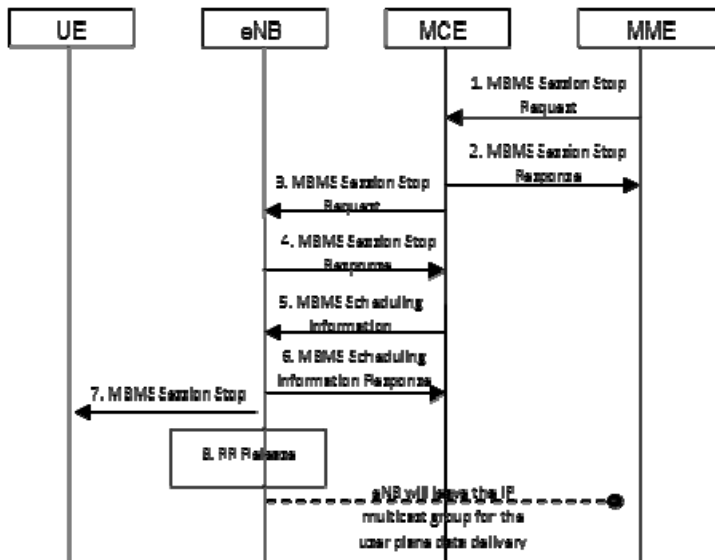 UE
eNB
MCE
MME
1. MBMS Session Stop
Request
2. MBMS Session Stop
Response
3. MBMS Session Stop
Request
4. MBMS Session Stop
Response
5. MBMS Scheduling
Information
6. MBMS Scheduling
Information Response
7. MBMS Session Stop
8. RR Release
eNB will leave the IP
multicast group for the
user plane data delivery